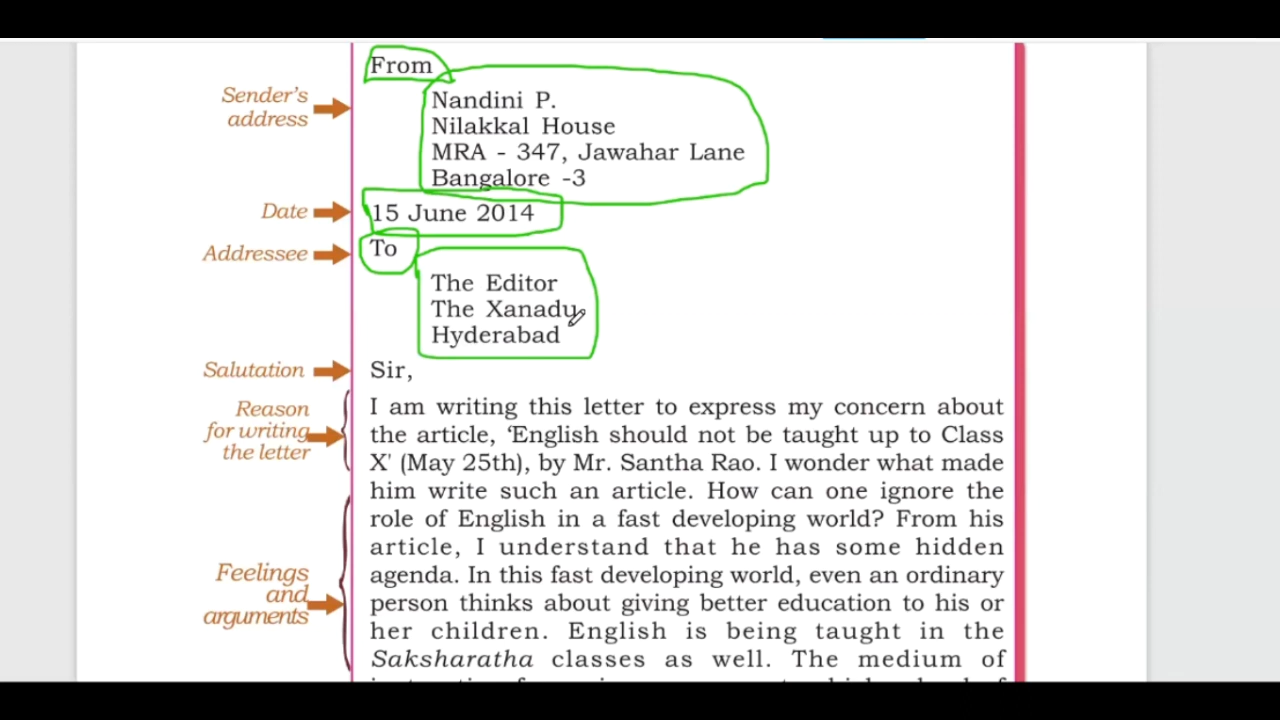 From
Sender's
address
Nandini P.
Nilakkal House
MRA - 347, Jawahar Lane
Bangalore -3
Date
15 June 2014
Addressee
To
The Editor
The Xanadu
Hyderabad
Salutation
Sir,
Reason
for writing
the letter
I am writing this letter to express my concern about
the article, 'English should not be taught up to Class
X' (May 25th), by Mr. Santha Rao. I wonder what made
him write such an article. How can one ignore the
role of English in a fast developing world? From his
article, I understand that he has some hidden
agenda. In this fast developing world, even an ordinary
person thinks about giving better education to his or
her children. English is being taught in the
Saksharatha classes as well. The medium of
Feelings
and
arguments